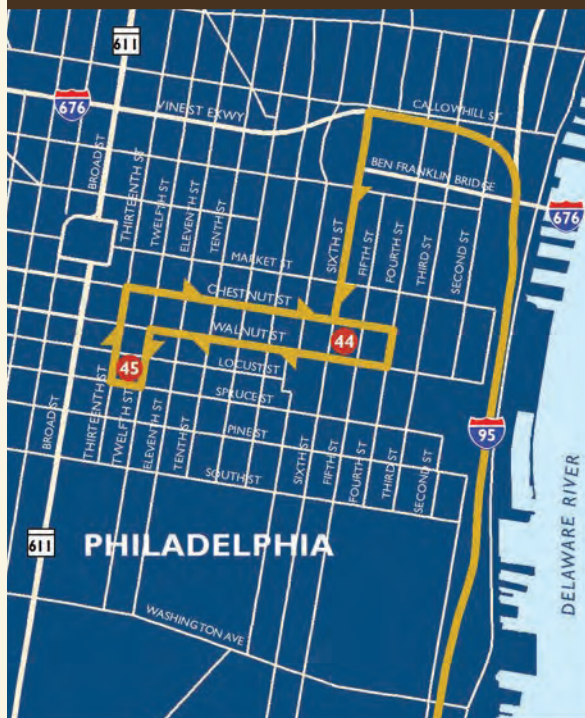 611
676
VINE ST EXWY
CALLOWHILL ST
BROAD ST
THIRTEENTH ST
TWELFTH ST
ELEVENTH ST
TENTH ST
BEN FRANKLIN BRIDGE
676
SIXTH ST
FIFTH ST
FOURTH ST
THIRD ST
SECOND ST
MARKET ST
CHESTNUT ST
WALNUT ST
44
LOCUST ST
45
SPRUCE ST
PINE ST
SOUTH ST
BROAD ST
THIRTEENTH ST
TWELFTH ST
ELEVENTH ST
TENTH ST
SIXTH ST
FIFTH ST
FOURTH ST
THIRD ST
SECOND ST
95
DELAWARE RIVER
611
PHILADELPHIA
WASHINGTON AVE